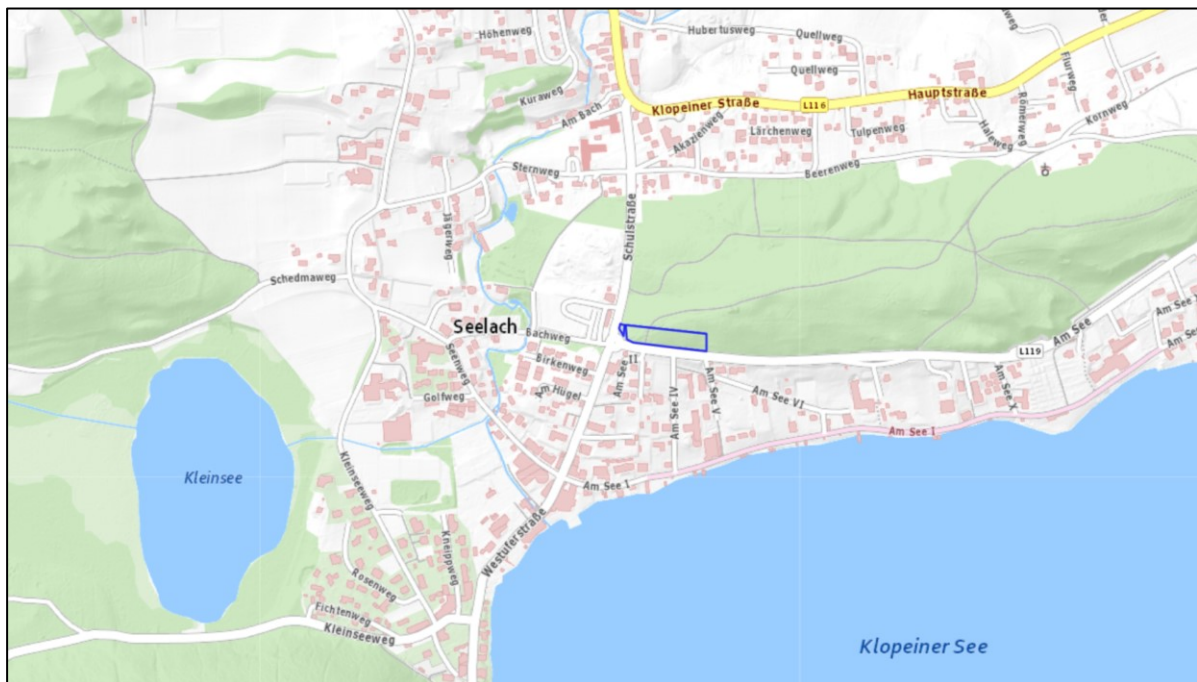 Höhenweg
Hubertusweg
Quellweg
Flurweg
Quellweg
Kuraweg
Klopeiner Straße
L116
Hauptstraße
Am Bach
Römerweg
Kornweg
Akazienweg
Lärchenweg
Tulpenweg
Haleweg
Sternweg
Beerenweg
Jägerweg
Schulstraße
Schedmaweg
Seelach
Bachweg
Am See
Am See
L119
Birkenweg
Am See II
Seenweg
Am Hügel
Am See IV
Am See V
Am See VI
Am See X
Golfweg
Am See I
Kleinsee
Am See I
Kleinseeweg
Westuferstraße
Kneippweg
Rosenweg
Fichtenweg
Kleinseeweg
Klopeiner See